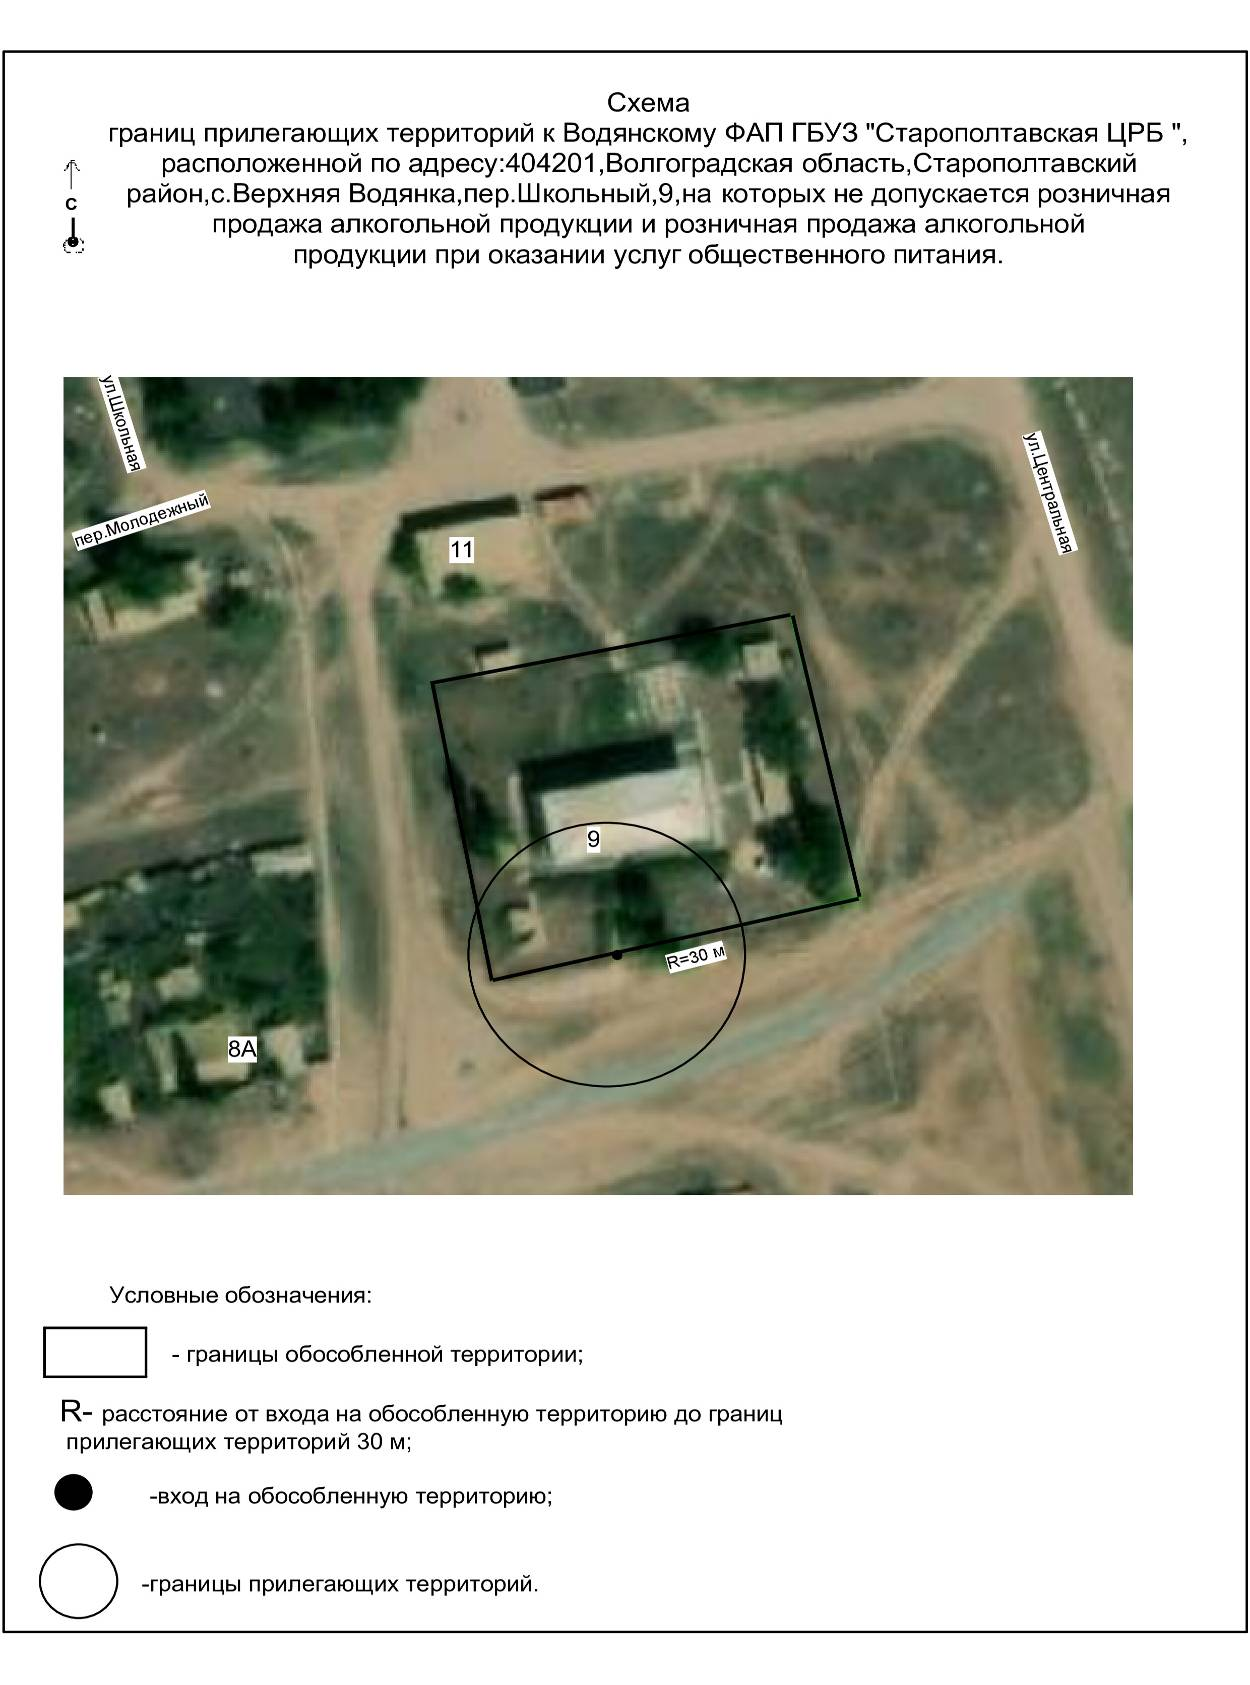 Схема
границ прилегающих территорий к Водянскому ФАП ГБУЗ "Старополтавская ЦРБ ",
расположенной по адресу:404201,Волгоградская область,Старополтавский
район,с.Верхняя Водянка,пер.Школьный,9,на которых не допускается розничная
продажа алкогольной продукции и розничная продажа алкогольной
продукции при оказании услуг общественного питания.
с
ул.Школьная
пер.Молодежный
ул.Центральная
11
9
R=30 м
8А
Условные обозначения:
- границы обособленной территории;
R- расстояние от входа на обособленную территорию до границ
прилегающих территорий 30 м;
-вход на обособленную территорию;
-границы прилегающих территорий.